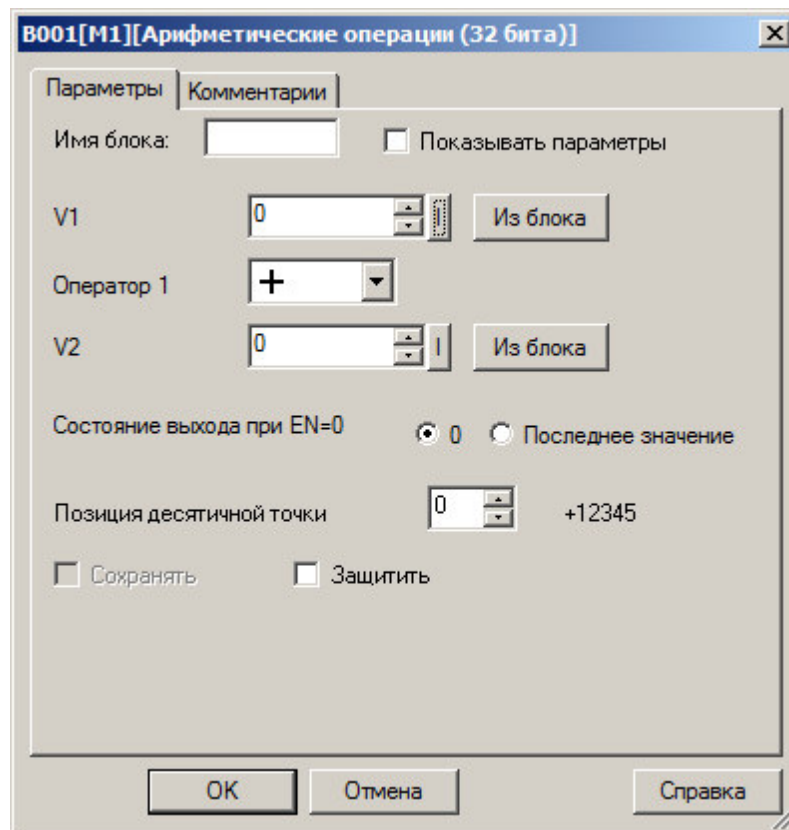 B001[M1][Арифметические операции (32 бита)]
Параметры Комментарии
Имя блока: Показывать параметры
V1 0 I Из блока
Оператор 1 +
V2 0 I Из блока
Состояние выхода при EN=0 0 Последнее значение
Позиция десятичной точки 0 +12345
Сохранять Защитить
OK Отмена Справка